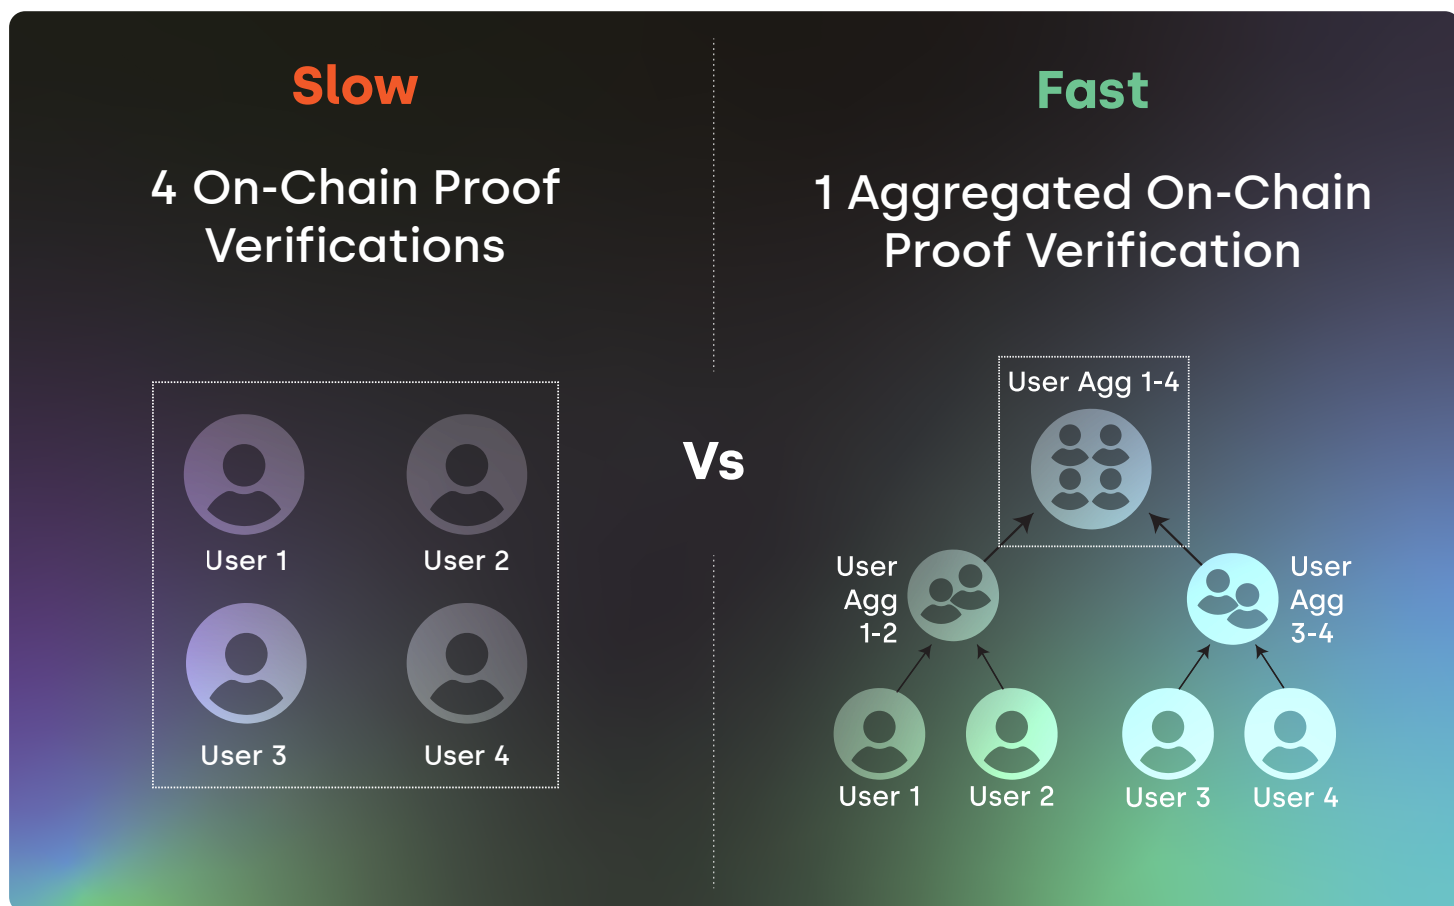 Slow
4 On-Chain Proof
Verifications
User 1
User 2
User 3
User 4
Vs
Fast
1 Aggregated On-Chain
Proof Verification
User Agg 1-4
User
Agg
1-2
User
Agg
3-4
User 1
User 2
User 3
User 4